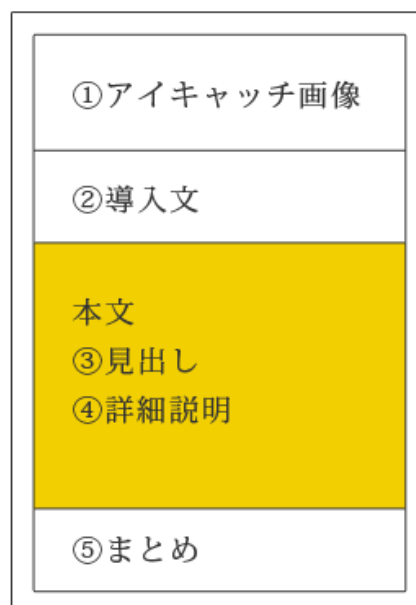 ①アイキャッチ画像
②導入文
本文
③見出し
④詳細説明
⑤まとめ